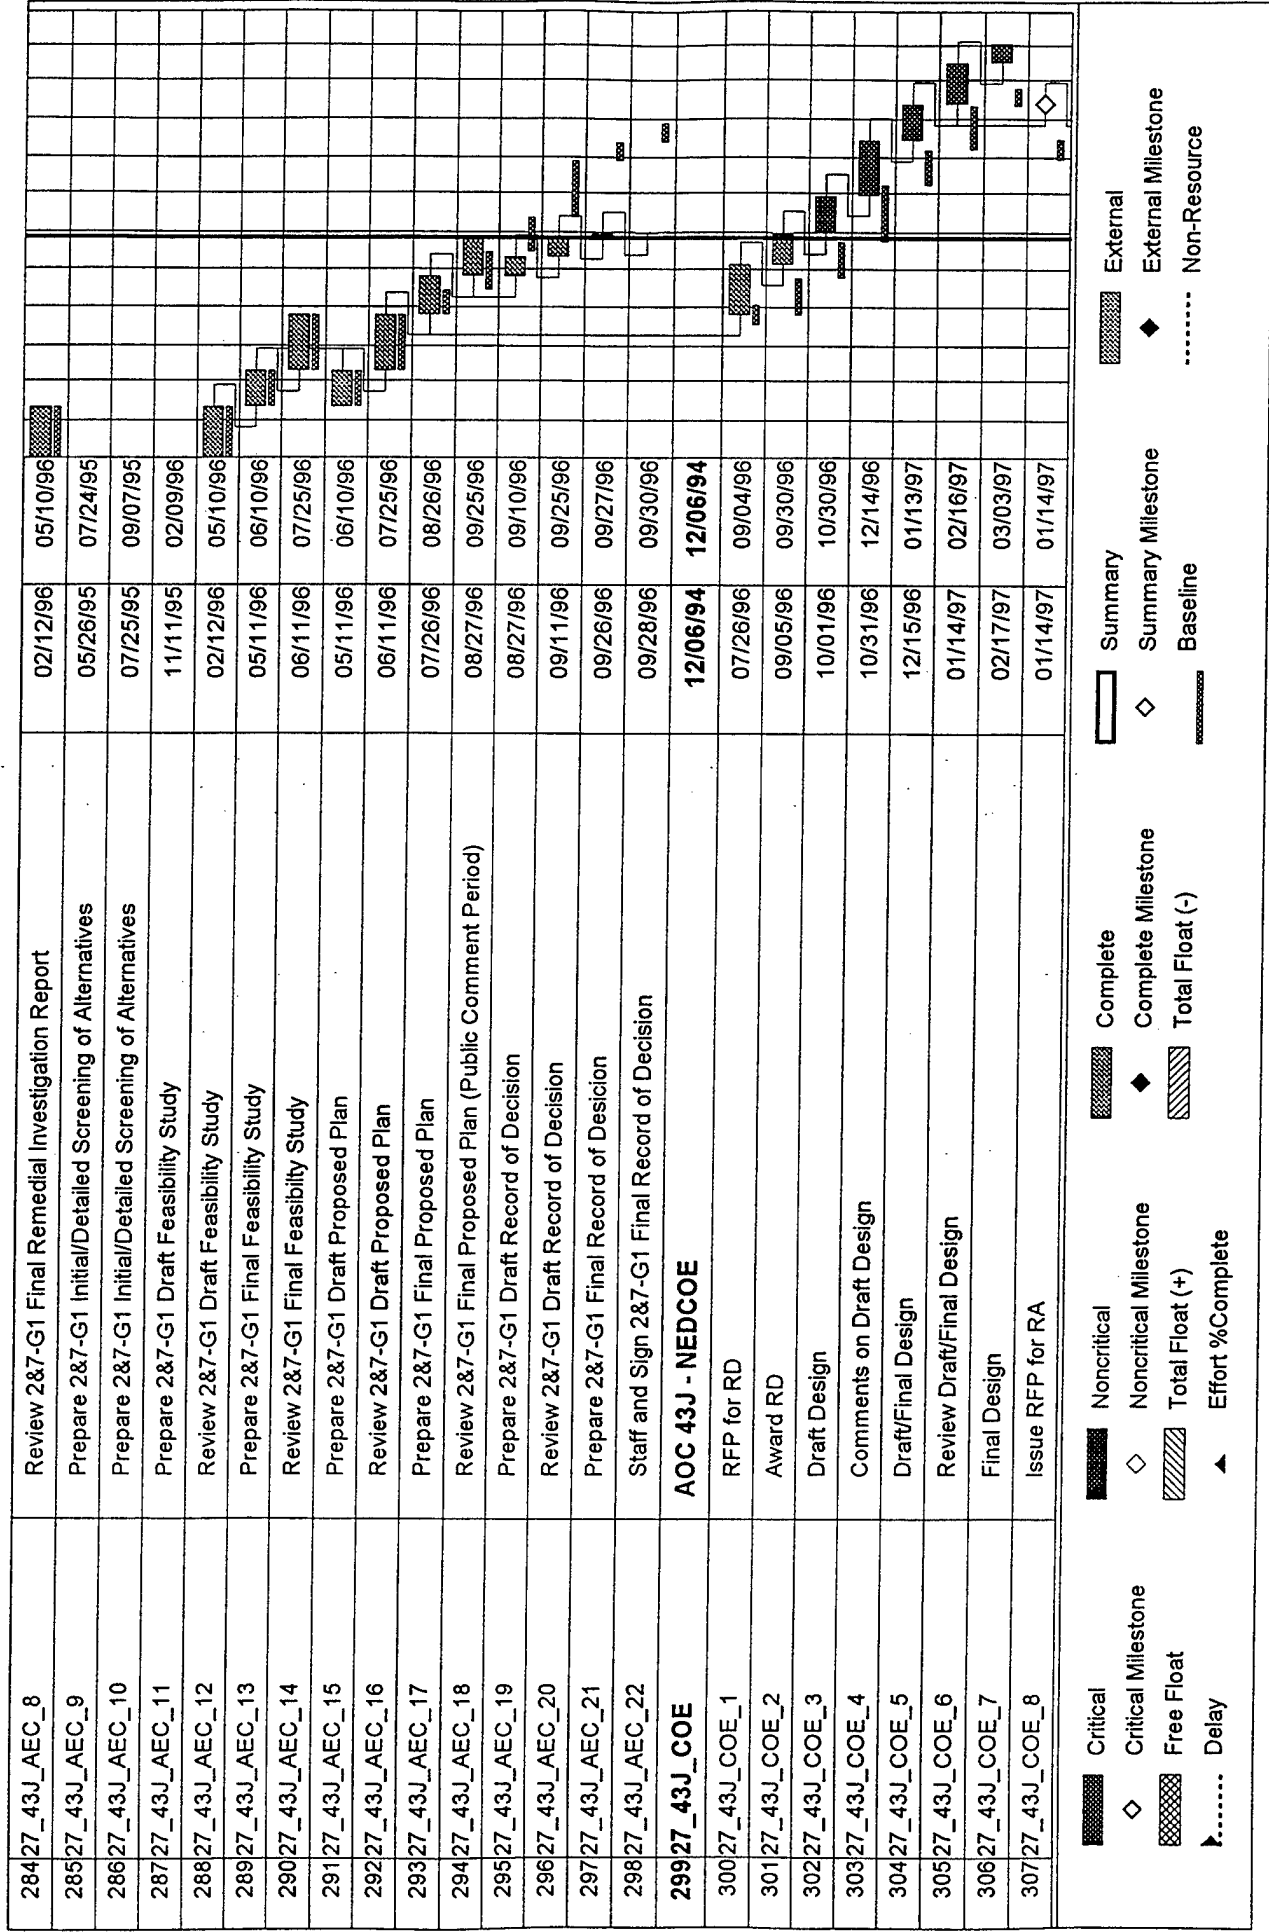 284 27_43J_AEC_8 Review 2&7-G1 Final Remedial Investigation Report 02/12/96 05/10/96
285 27_43J_AEC_9 Prepare 2&7-G1 Initial/Detailed Screening of Alternatives 05/26/95 07/24/95
286 27_43J_AEC_10 Prepare 2&7-G1 Initial/Detailed Screening of Alternatives 07/25/95 09/07/95
287 27_43J_AEC_11 Prepare 2&7-G1 Draft Feasibility Study 11/11/95 02/09/96
288 27_43J_AEC_12 Review 2&7-G1 Draft Feasibility Study 02/12/96 05/10/96
289 27_43J_AEC_13 Prepare 2&7-G1 Final Feasibility Study 05/11/96 06/10/96
290 27_43J_AEC_14 Review 2&7-G1 Final Feasibilty Study 06/11/96 07/25/96
291 27_43J_AEC_15 Prepare 2&7-G1 Draft Proposed Plan 05/11/96 06/10/96
292 27_43J_AEC_16 Review 2&7-G1 Draft Proposed Plan 06/11/96 07/25/96
293 27_43J_AEC_17 Prepare 2&7-G1 Final Proposed Plan 07/26/96 08/26/96
294 27_43J_AEC_18 Review 2&7-G1 Final Proposed Plan (Public Comment Period) 08/27/96 09/25/96
295 27_43J_AEC_19 Prepare 2&7-G1 Draft Record of Decision 08/27/96 09/10/96
296 27_43J_AEC_20 Review 2&7-G1 Draft Record of Decision 09/11/96 09/25/96
297 27_43J_AEC_21 Prepare 2&7-G1 Final Record of Desicion 09/26/96 09/27/96
298 27_43J_AEC_22 Staff and Sign 2&7-G1 Final Record of Decision 09/28/96 09/30/96
299 27_43J_COE AOC 43J - NEDCOE 12/06/94 12/06/94
300 27_43J_COE_1 RFP for RD 07/26/96 09/04/96
301 27_43J_COE_2 Award RD 09/05/96 09/30/96
302 27_43J_COE_3 Draft Design 10/01/96 10/30/96
303 27_43J_COE_4 Comments on Draft Design 10/31/96 12/14/96
304 27_43J_COE_5 Draft/Final Design 12/15/96 01/13/97
305 27_43J_COE_6 Review Draft/Final Design 01/14/97 02/16/97
306 27_43J_COE_7 Final Design 02/17/97 03/03/97
307 27_43J_COE_8 Issue RFP for RA 01/14/97 01/14/97
Critical Noncritical Complete Summary External
Critical Milestone Noncritical Milestone Complete Milestone Summary Milestone External Milestone
Free Float Total Float (+) Total Float (-) Baseline Non-Resource
Delay Effort %Complete